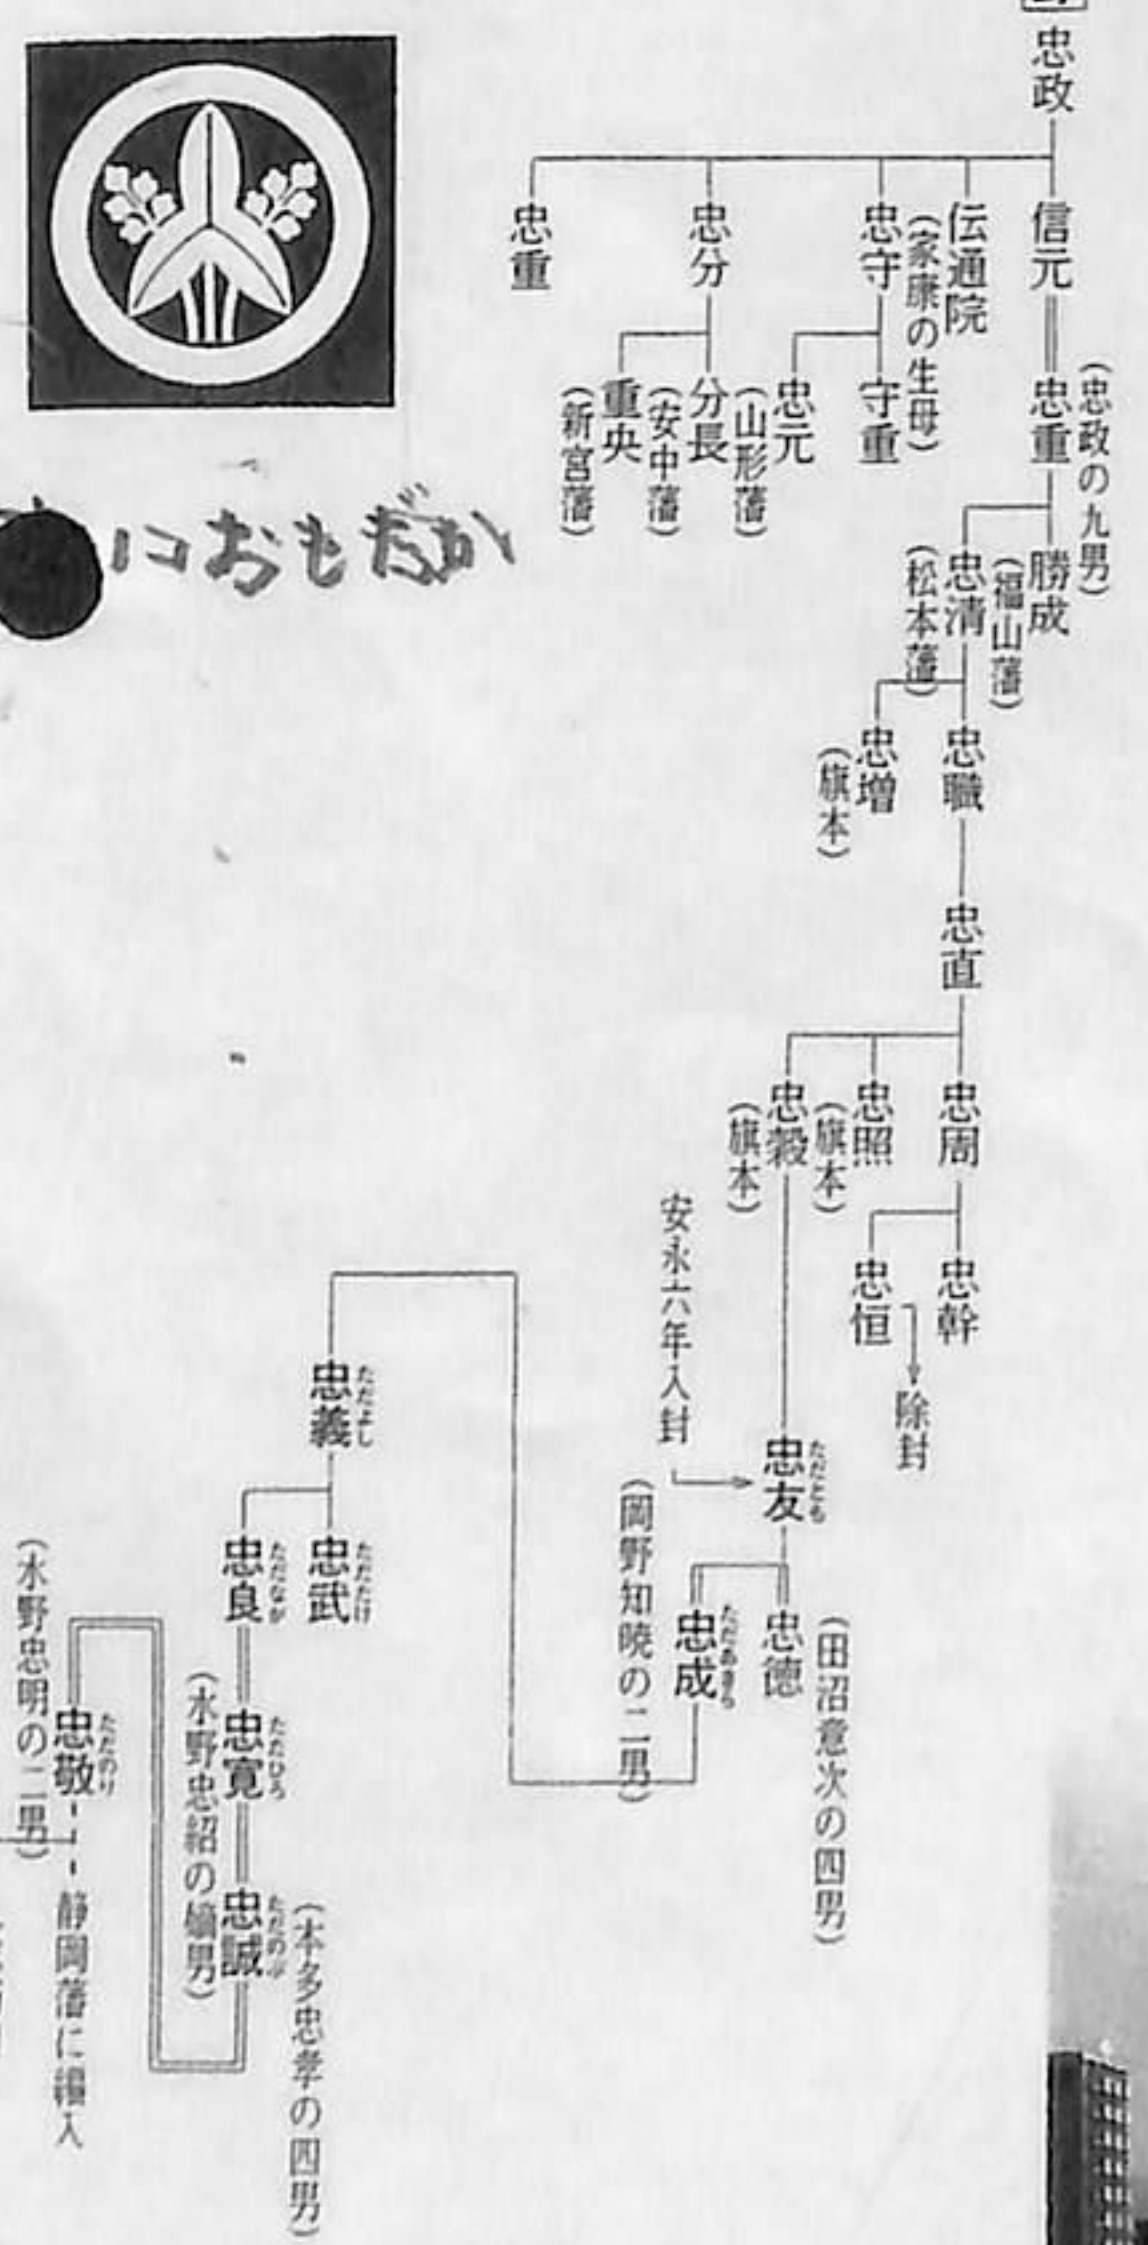 忠政
信元
伝通院
(家康の生母)
忠守
忠分
忠重
忠重
(忠政の九男)
守重
忠元
(山形藩)
分長
(安中藩)
重央
(新宮藩)
勝成
(福山藩)
忠清
(松本藩)
忠職
忠増
(旗本)
忠直
忠周
忠照
(旗本)
忠穀
(旗本)
忠幹
忠恒
除封
安永六年入封
忠友
ただとも
忠徳
(田沼意次の四男)
忠成
ただあきら
(岡野知暁の二男)
忠義
ただよし
忠武
ただたけ
忠良
ただなが
忠寛
ただひろ
(水野忠紹の嫡男)
忠誠
ただのぶ
(本多忠孝の四男)
忠敬
ただのり
(水野忠明の二男)
静岡藩に編入
におもだか